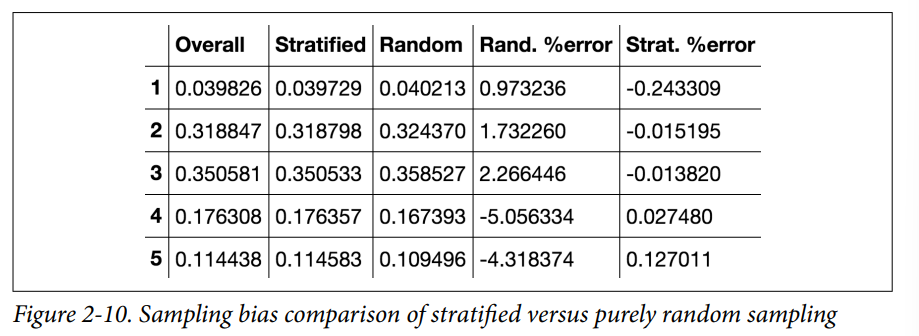 Overall Stratified Random Rand. %error Strat. %error
1 0.039826 0.039729 0.040213 0.973236 -0.243309
2 0.318847 0.318798 0.324370 1.732260 -0.015195
3 0.350581 0.350533 0.358527 2.266446 -0.013820
4 0.176308 0.176357 0.167393 -5.056334 0.027480
5 0.114438 0.114583 0.109496 -4.318374 0.127011
Figure 2-10. Sampling bias comparison of stratified versus purely random sampling